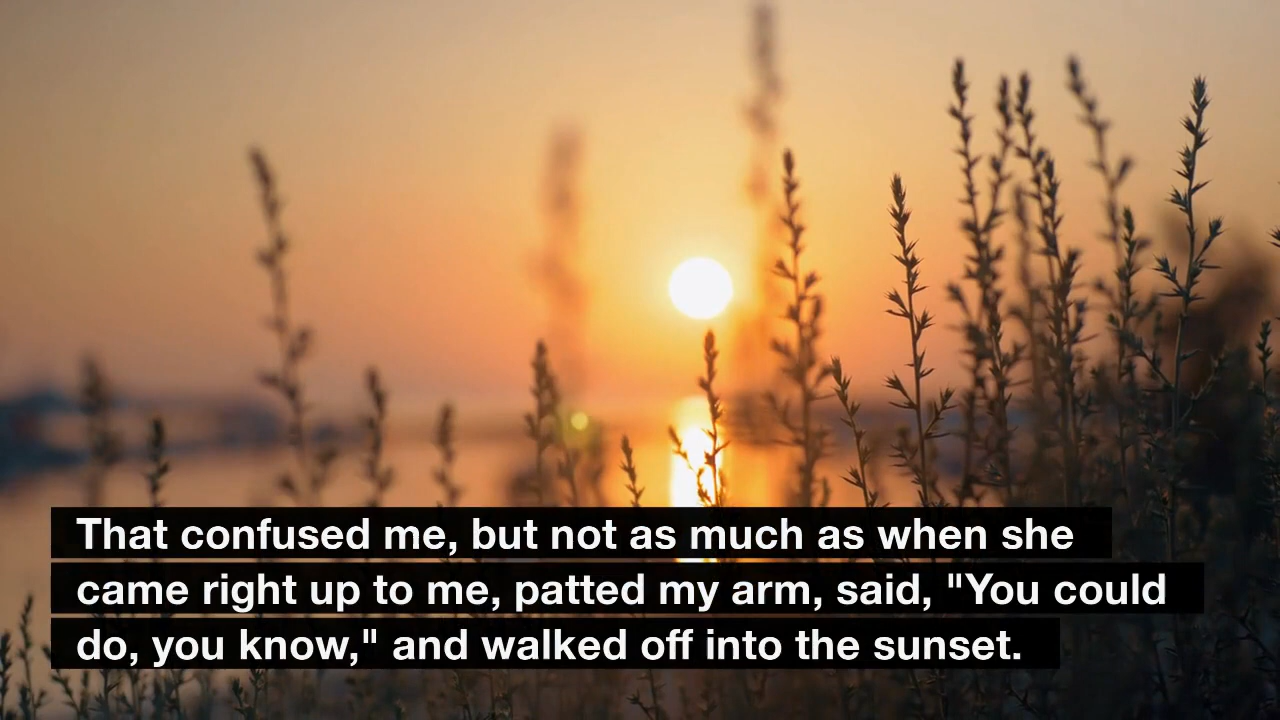 That confused me, but not as much as when she
came right up to me, patted my arm, said, "You could
do, you know," and walked off into the sunset.